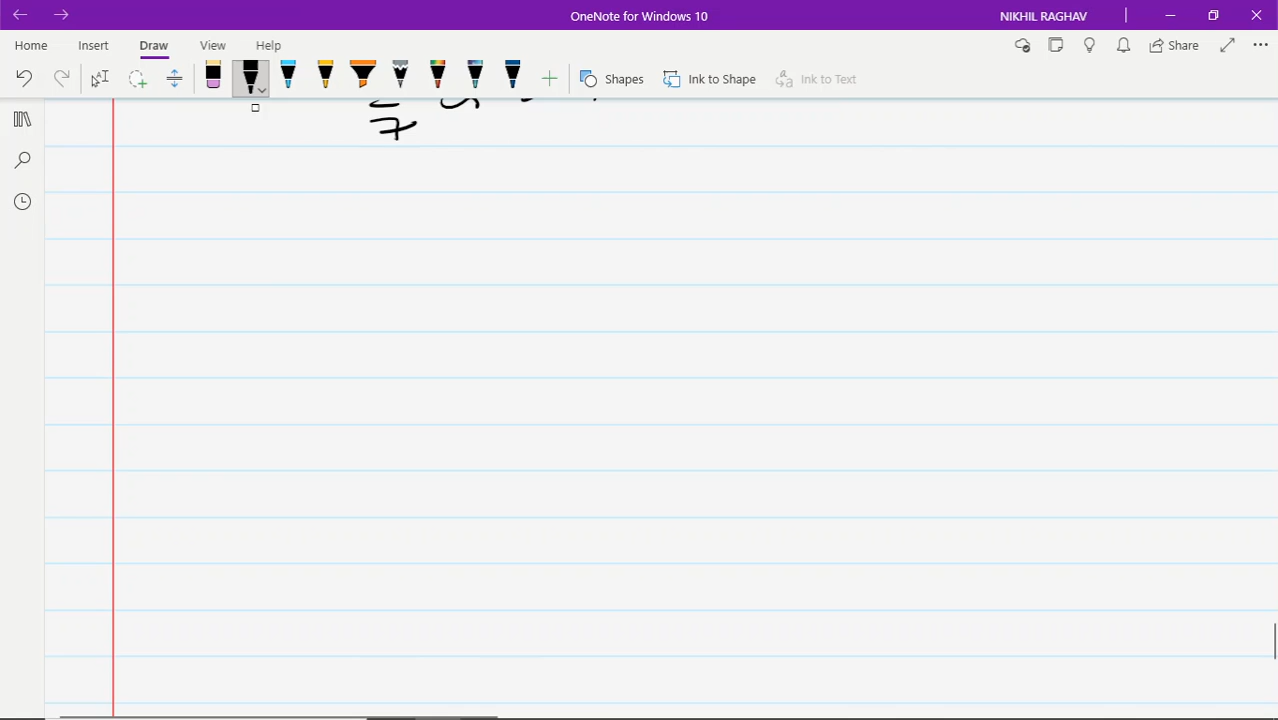 OneNote for Windows 10
NIKHIL RAGHAV
Home Insert Draw View Help
Share
Shapes Ink to Shape Ink to Text
7